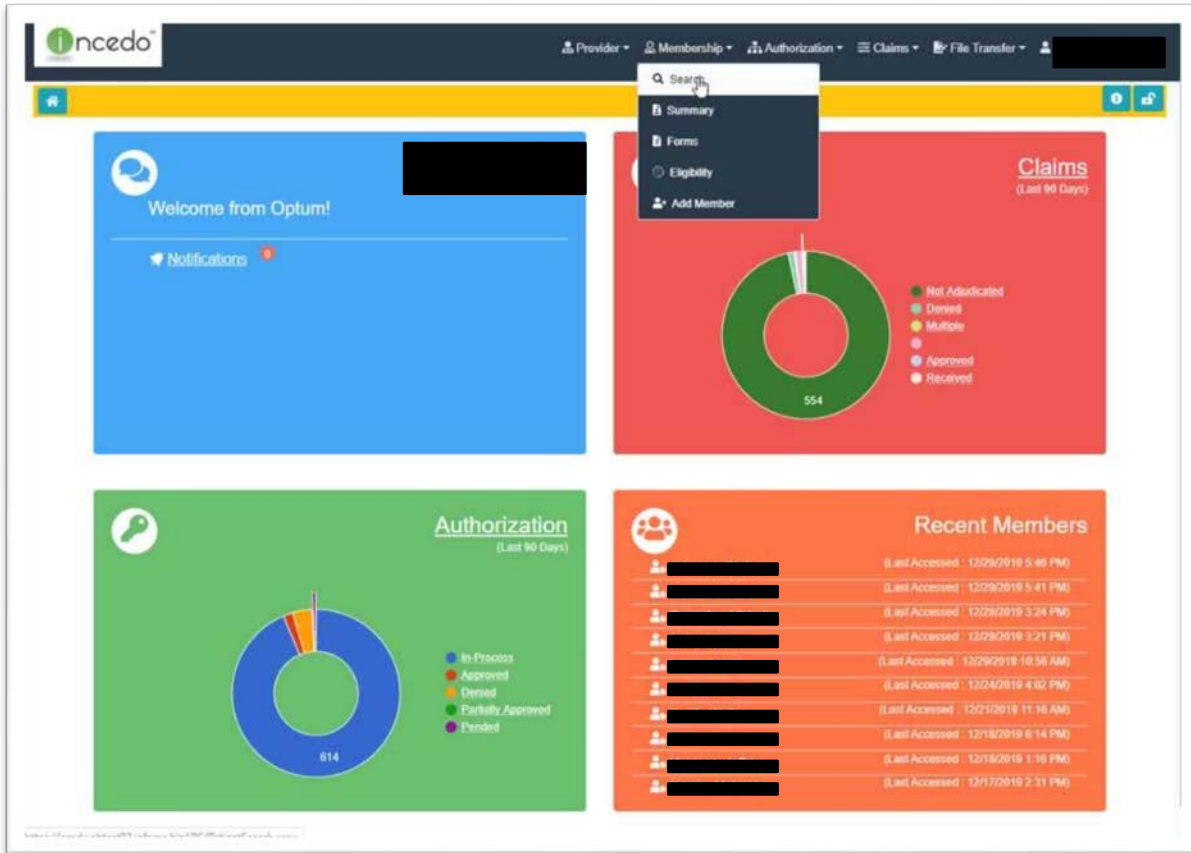 incedo™
Provider Membership Authorization Claims File Transfer
Search
Summary
Forms
Eligibility
Add Member
Welcome from Optum!
Notifications 0
Claims
(Last 90 Days)
Not Adjudicated
Denied
Multiple
Approved
Received
554
Authorization
(Last 90 Days)
In-Process
Approved
Denied
Partially Approved
Pended
614
Recent Members
(Last Accessed : 12/29/2019 5:46 PM)
(Last Accessed : 12/29/2019 5:41 PM)
(Last Accessed : 12/29/2019 3:24 PM)
(Last Accessed : 12/29/2019 3:21 PM)
(Last Accessed : 12/29/2019 10:56 AM)
(Last Accessed : 12/24/2019 4:02 PM)
(Last Accessed : 12/21/2019 11:16 AM)
(Last Accessed : 12/18/2019 6:14 PM)
(Last Accessed : 12/18/2019 1:16 PM)
(Last Accessed : 12/17/2019 2:31 PM)